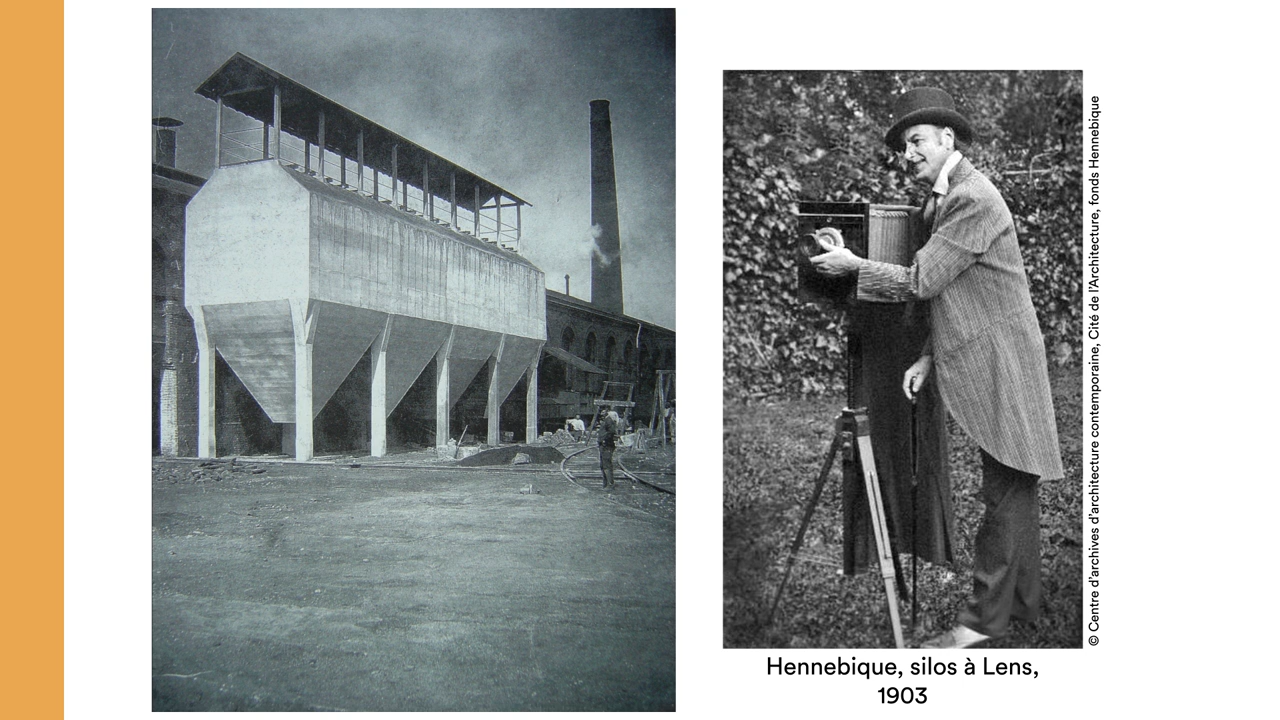 Hennebique, silos à Lens,
1903
© Centre d'archives d'architecture contemporaine, Cité de l'Architecture, fonds Hennebique